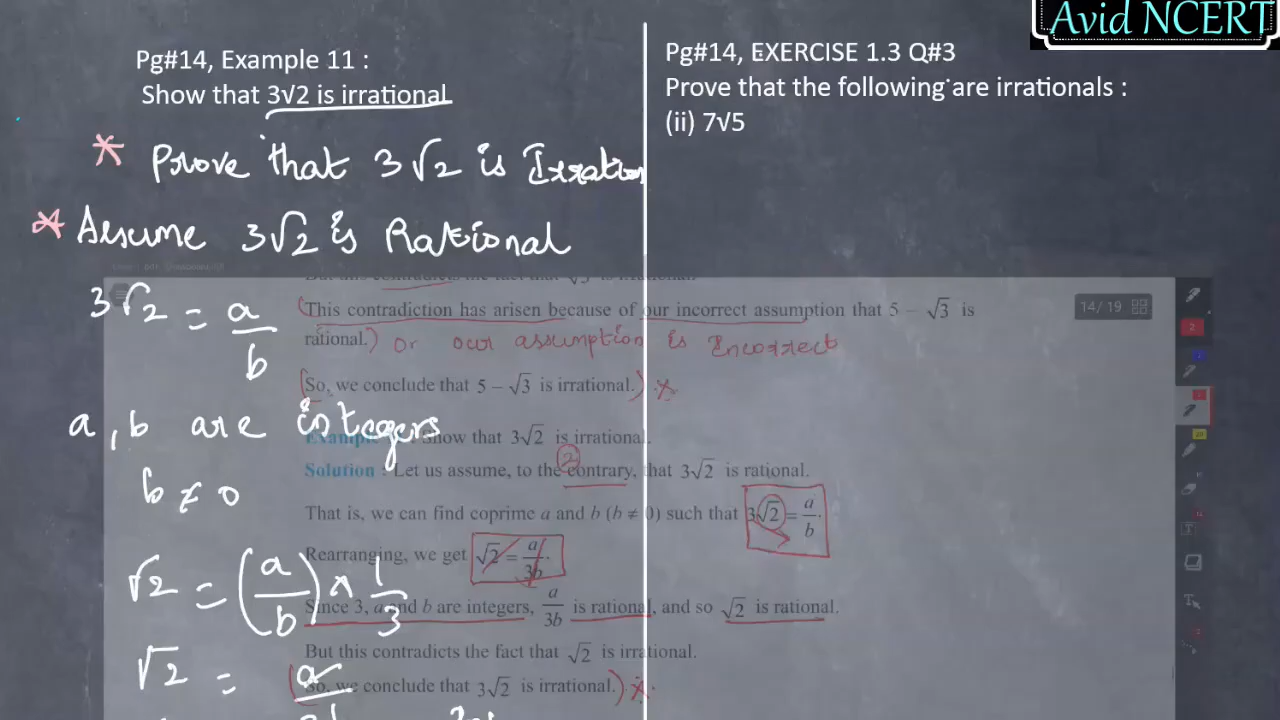 Avid NCERT
Pg#14, Example 11 :
Show that 3√2 is irrational
* Prove that 3√2 is Irration
* Assume 3√2 is Rational
3√2 = a/b
a, b are integers
b ≠ 0
√2 = (a/b) × 1/3
√2 = a
Pg#14, EXERCISE 1.3 Q#3
Prove that the following are irrationals :
(ii) 7√5
14 / 19
(This contradiction has arisen because of our incorrect assumption that 5 – √3 is
rational.) or our assumption is Incorrect
(So, we conclude that 5 – √3 is irrational.) *
Show that 3√2 is irrational.
2
Solution : Let us assume, to the contrary, that 3√2 is rational.
That is, we can find coprime a and b (b ≠ 0) such that 3√2 = a/b.
Rearranging, we get √2 = a/3b.
Since 3, a and b are integers, a/3b is rational, and so √2 is rational.
But this contradicts the fact that √2 is irrational.
(So, we conclude that 3√2 is irrational.) *